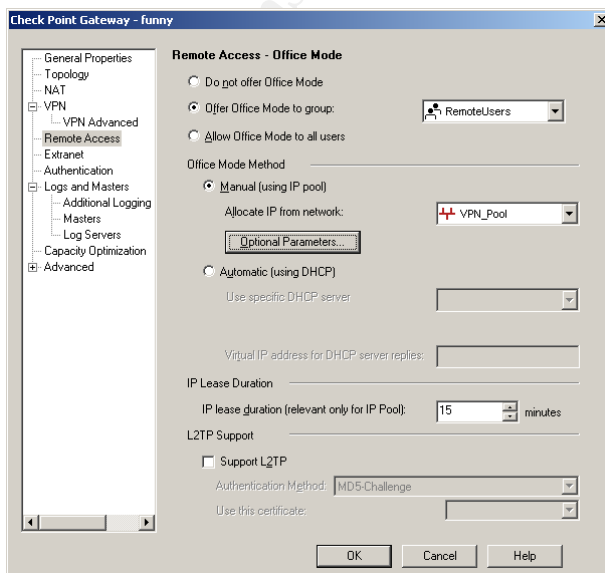 Check Point Gateway - funny
General Properties
Topology
NAT
VPN
VPN Advanced
Remote Access
Extranet
Authentication
Logs and Masters
Additional Logging
Masters
Log Servers
Capacity Optimization
Advanced
Remote Access - Office Mode
Do not offer Office Mode
Offer Office Mode to group: RemoteUsers
Allow Office Mode to all users
Office Mode Method
Manual (using IP pool)
Allocate IP from network: VPN_Pool
Optional Parameters...
Automatic (using DHCP)
Use specific DHCP server
Virtual IP address for DHCP server replies:
IP Lease Duration
IP lease duration (relevant only for IP Pool): 15 minutes
L2TP Support
Support L2TP
Authentication Method: MD5-Challenge
Use this certificate:
OK Cancel Help